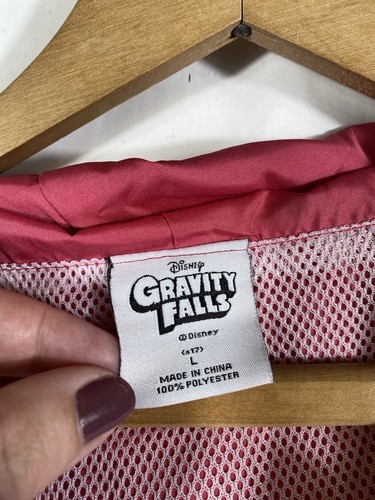 Disney
GRAVITY
FALLS
© Disney
<s17>
L
MADE IN CHINA
100% POLYESTER